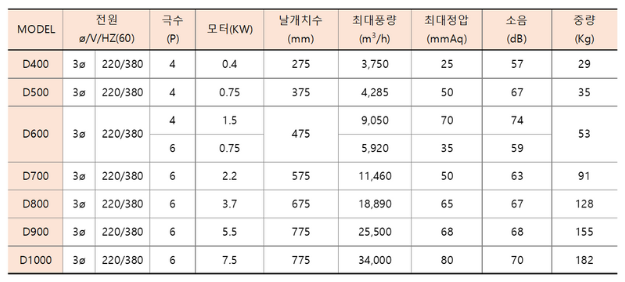 MODEL 전원 ø/V/HZ(60) 극수 (P) 모터(KW) 날개치수 (mm) 최대풍량 (m³/h) 최대정압 (mmAq) 소음 (dB) 중량 (Kg)
D400 3ø 220/380 4 0.4 275 3,750 25 57 29
D500 3ø 220/380 4 0.75 375 4,285 50 67 35
D600 3ø 220/380 4 1.5 475 9,050 70 74 53
6 0.75 5,920 35 59
D700 3ø 220/380 6 2.2 575 11,460 50 63 91
D800 3ø 220/380 6 3.7 675 18,890 65 67 128
D900 3ø 220/380 6 5.5 775 25,500 68 68 155
D1000 3ø 220/380 6 7.5 775 34,000 80 70 182